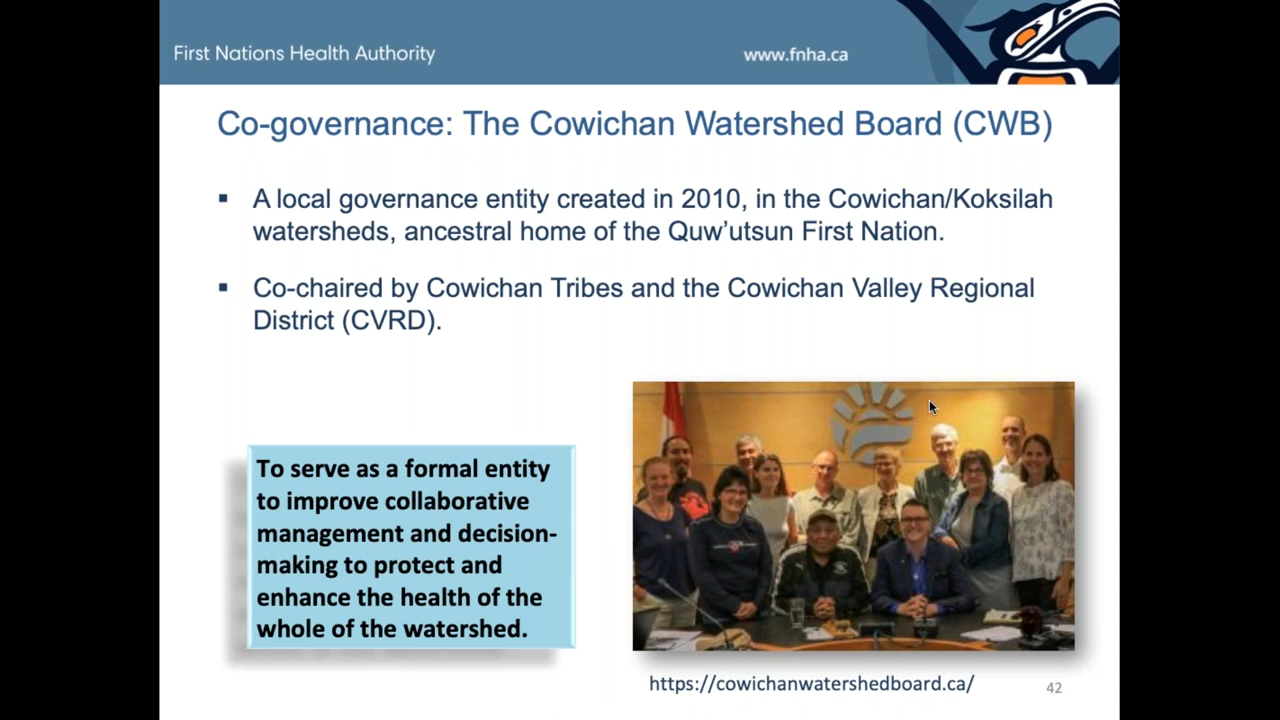 First Nations Health Authority
www.fnha.ca
Co-governance: The Cowichan Watershed Board (CWB)
▪ A local governance entity created in 2010, in the Cowichan/Koksilah
watersheds, ancestral home of the Quw’utsun First Nation.
▪ Co-chaired by Cowichan Tribes and the Cowichan Valley Regional
District (CVRD).
To serve as a formal entity
to improve collaborative
management and decision-
making to protect and
enhance the health of the
whole of the watershed.
https://cowichanwatershedboard.ca/
42